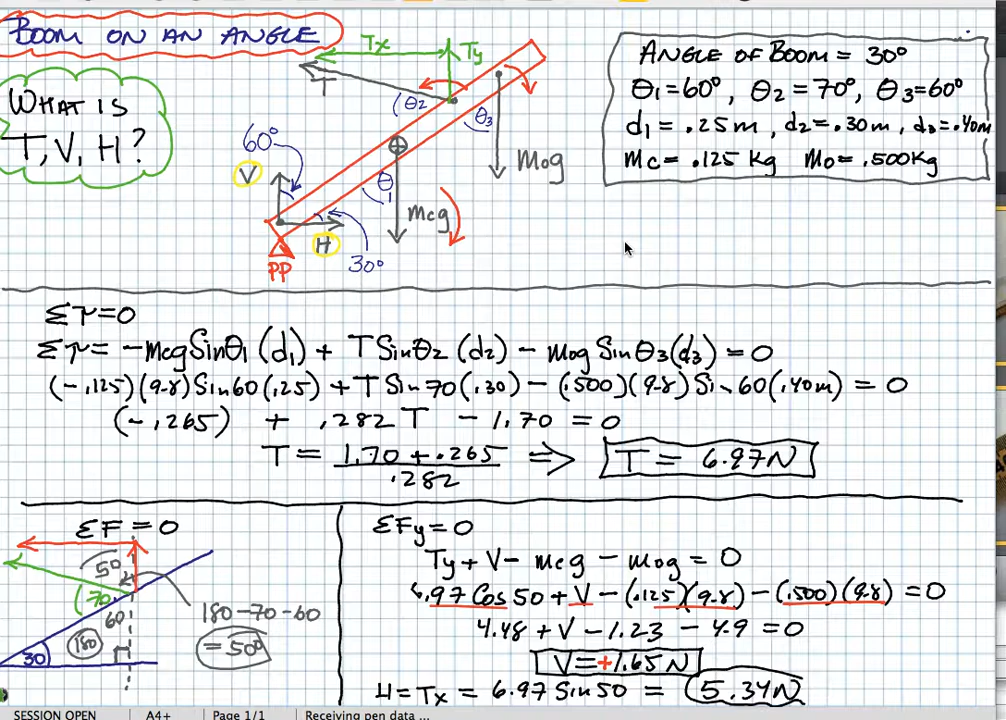 BOOM ON AN ANGLE
WHAT IS
T, V, H?
Tx
Ty
T
θ2
θ3
60°
V
θ1
Mog
Mcg
H
30°
PP
ANGLE OF BOOM = 30°
θ1=60°, θ2=70°, θ3=60°
d1=.25m, d2=.30m, d3=.40m
Mc=.125 Kg Mo=.500Kg
Στ=0
Στ= -Mcg Sinθ1 (d1) + T Sinθ2 (d2) - Mog Sin θ3(d3) = 0
(-.125)(9.8)Sin60(.25) + T Sin70(.30) - (.500)(9.8) Sin60(.40m) = 0
(-.265) + .282T - 1.70 = 0
T = 1.70 + .265 => T = 6.97N
.282
ΣF = 0
50
70
60
180
30
180-70-60
=50°
ΣFy=0
Ty + V - mcg - mog = 0
6.97 Cos 50 + V - (.125)(9.8) - (.500)(9.8) = 0
4.48 + V - 1.23 - 4.9 = 0
V=+1.65N
H=Tx = 6.97 Sin 50 = 5.34N
SESSION OPEN A4+ Page 1/1 Receiving pen data ...